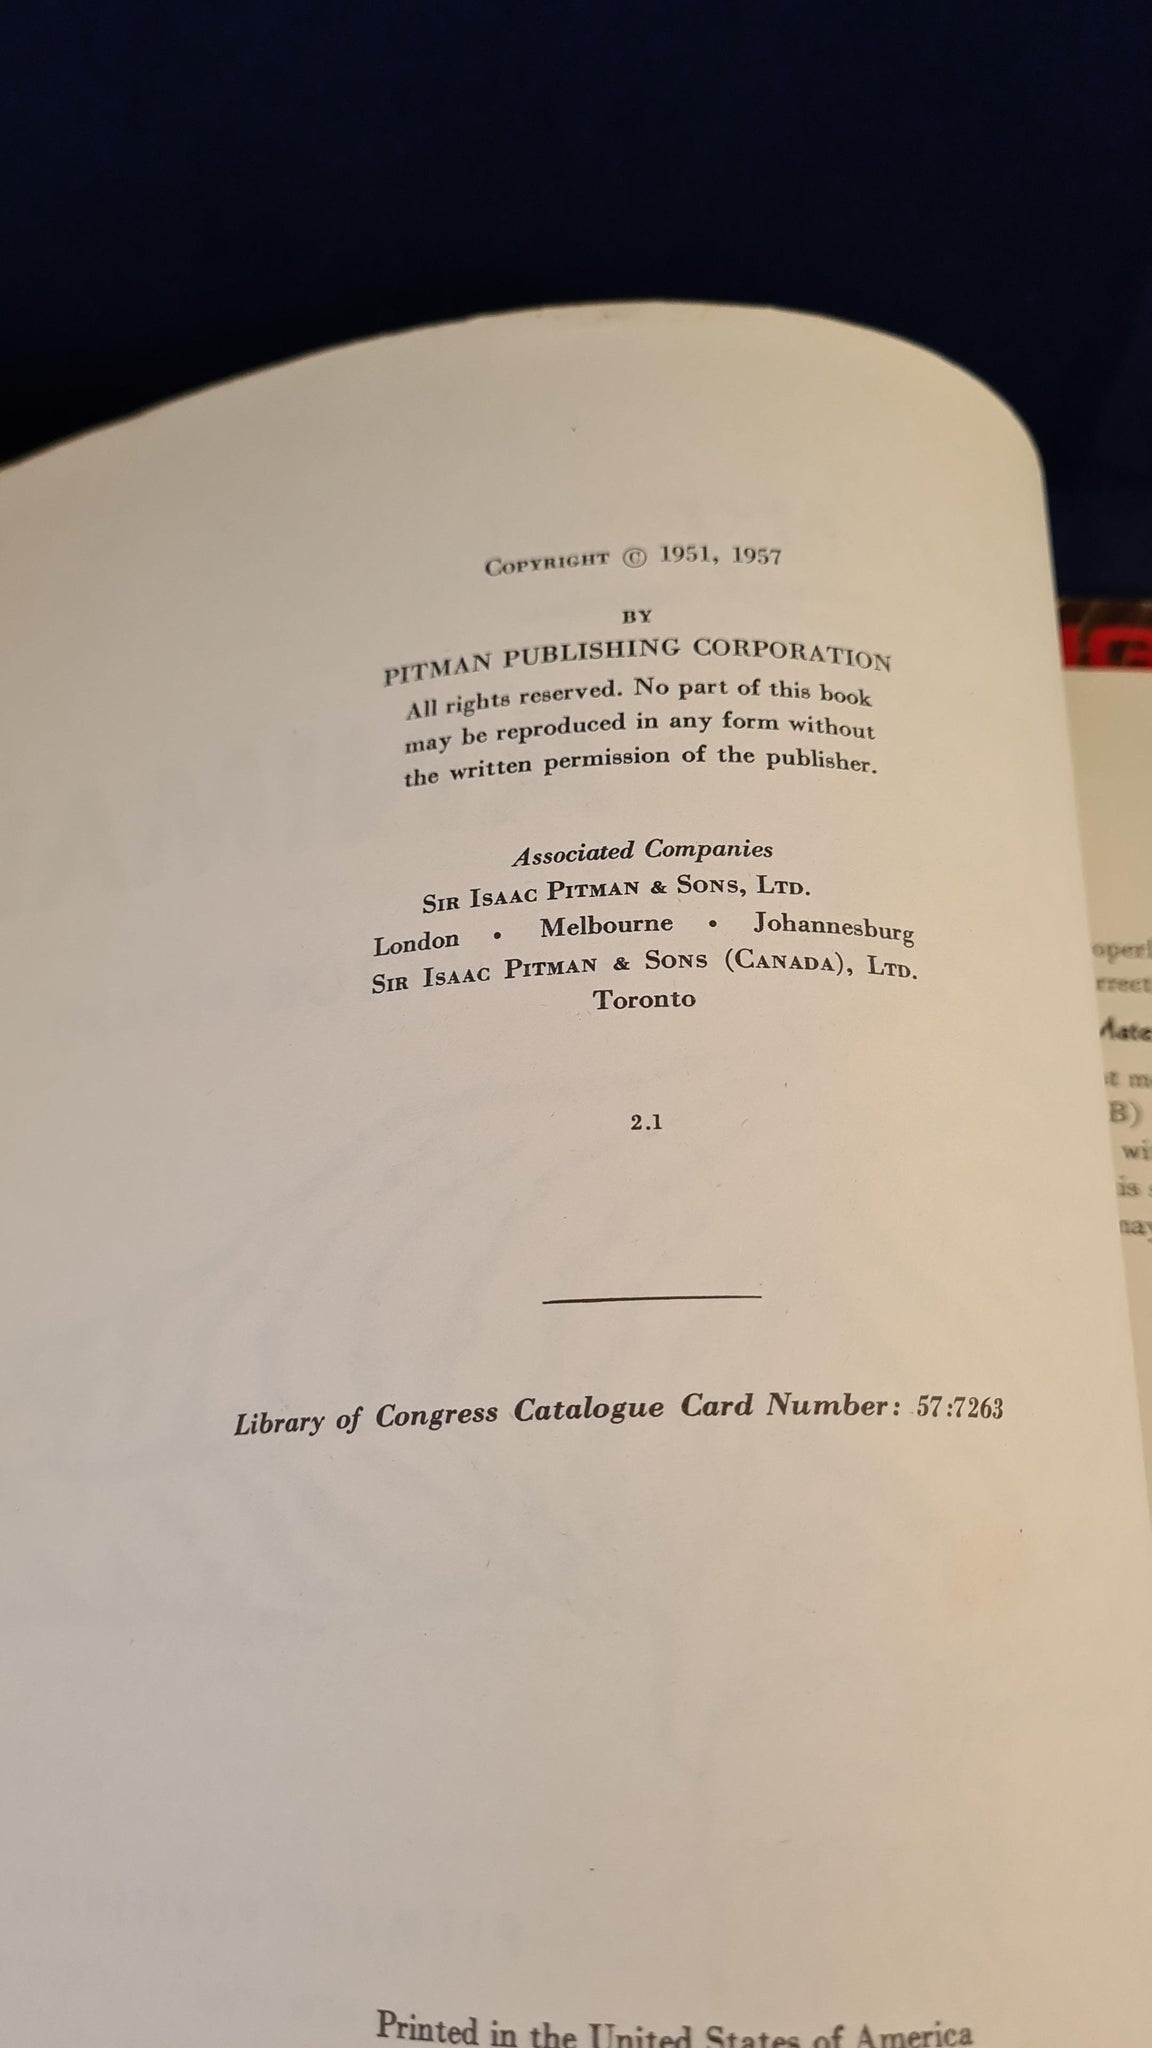 COPYRIGHT © 1951, 1957
BY
PITMAN PUBLISHING CORPORATION
All rights reserved. No part of this book
may be reproduced in any form without
the written permission of the publisher.
Associated Companies
SIR ISAAC PITMAN & SONS, LTD.
London • Melbourne • Johannesburg
SIR ISAAC PITMAN & SONS (CANADA), LTD.
Toronto
2.1
Library of Congress Catalogue Card Number: 57:7263
Printed in the United States of America